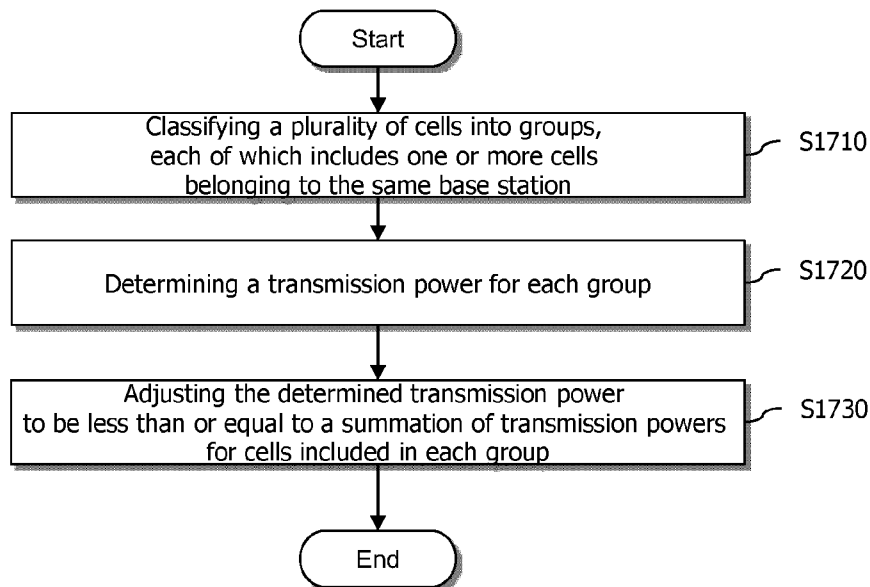 Start
Classifying a plurality of cells into groups,
each of which includes one or more cells
belonging to the same base station
S1710
Determining a transmission power for each group
S1720
Adjusting the determined transmission power
to be less than or equal to a summation of transmission powers
for cells included in each group
S1730
End